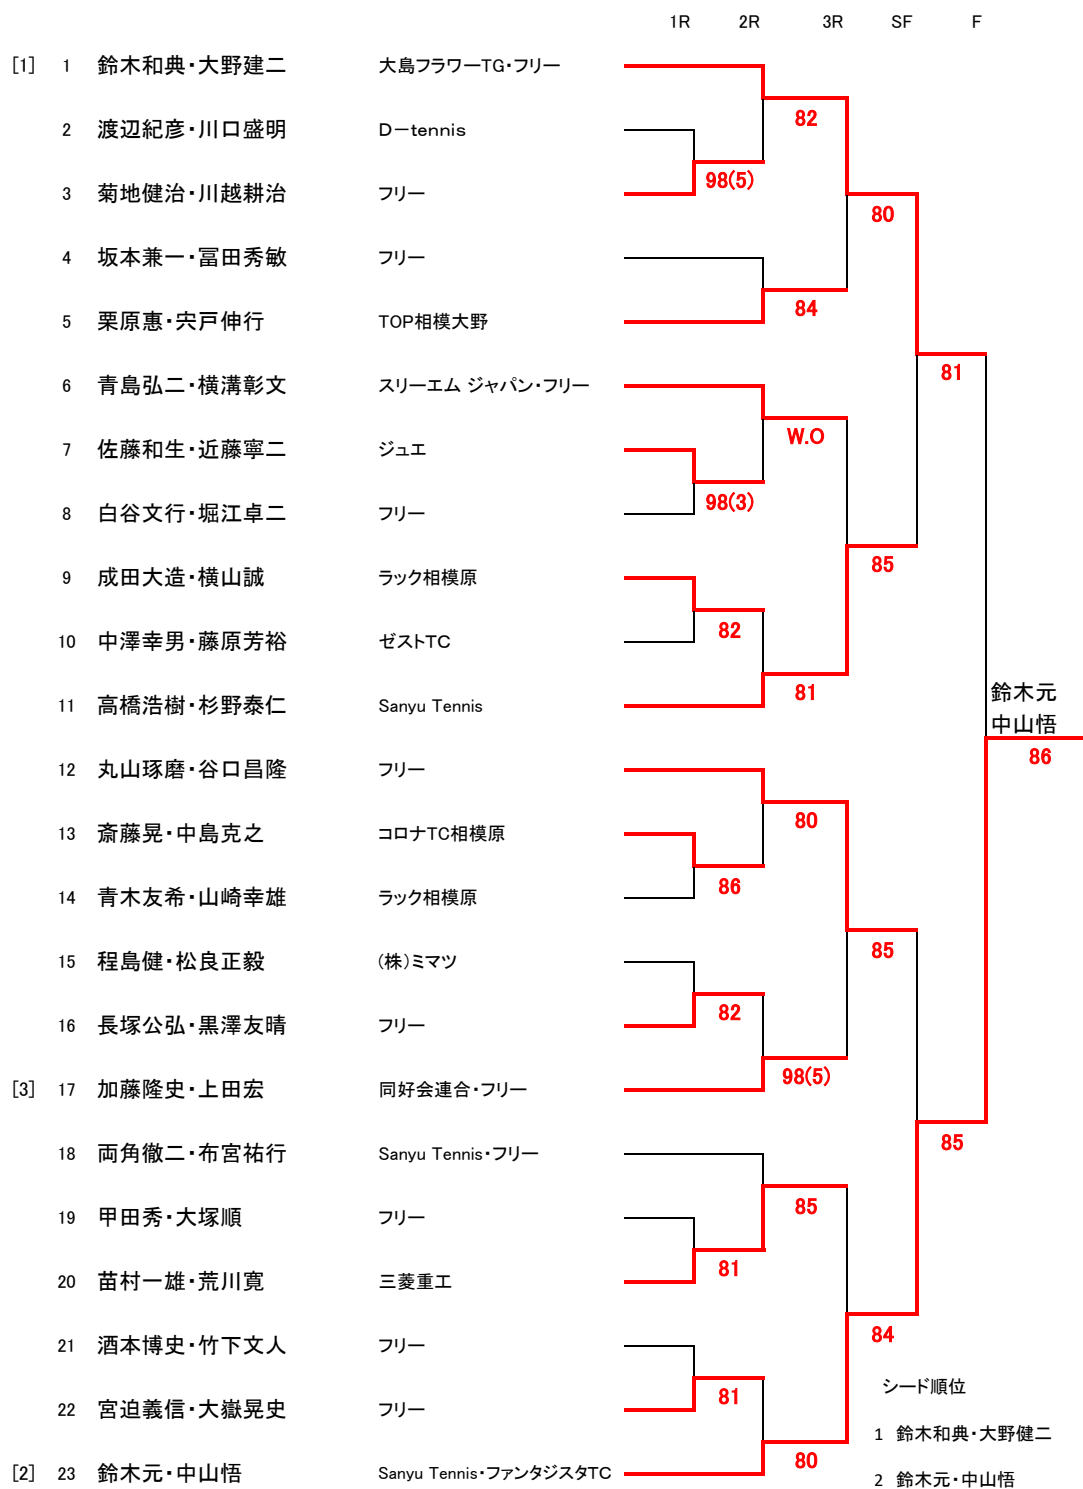 1R 2R 3R SF F
[1] 1 鈴木和典・大野建二 大島フラワーTG・フリー
82
2 渡辺紀彦・川口盛明 D－tennis
98(5)
3 菊地健治・川越耕治 フリー
80
4 坂本兼一・冨田秀敏 フリー
84
5 栗原惠・宍戸伸行 TOP相模大野
81
6 青島弘二・横溝彰文 スリーエム ジャパン・フリー
W.O
7 佐藤和生・近藤寧二 ジュエ
98(3)
8 白谷文行・堀江卓二 フリー
85
9 成田大造・横山誠 ラック相模原
82
10 中澤幸男・藤原芳裕 ゼストTC
81
11 高橋浩樹・杉野泰仁 Sanyu Tennis
鈴木元
中山悟
86
12 丸山琢磨・谷口昌隆 フリー
80
13 斎藤晃・中島克之 コロナTC相模原
86
14 青木友希・山崎幸雄 ラック相模原
85
15 程島健・松良正毅 (株)ミマツ
82
16 長塚公弘・黒澤友晴 フリー
98(5)
[3] 17 加藤隆史・上田宏 同好会連合・フリー
85
18 両角徹二・布宮祐行 Sanyu Tennis・フリー
85
19 甲田秀・大塚順 フリー
81
20 苗村一雄・荒川寛 三菱重工
84
21 酒本博史・竹下文人 フリー
シード順位
81
22 宮迫義信・大嶽晃史 フリー
1 鈴木和典・大野健二
80
[2] 23 鈴木元・中山悟 Sanyu Tennis・ファンタジスタTC
2 鈴木元・中山悟